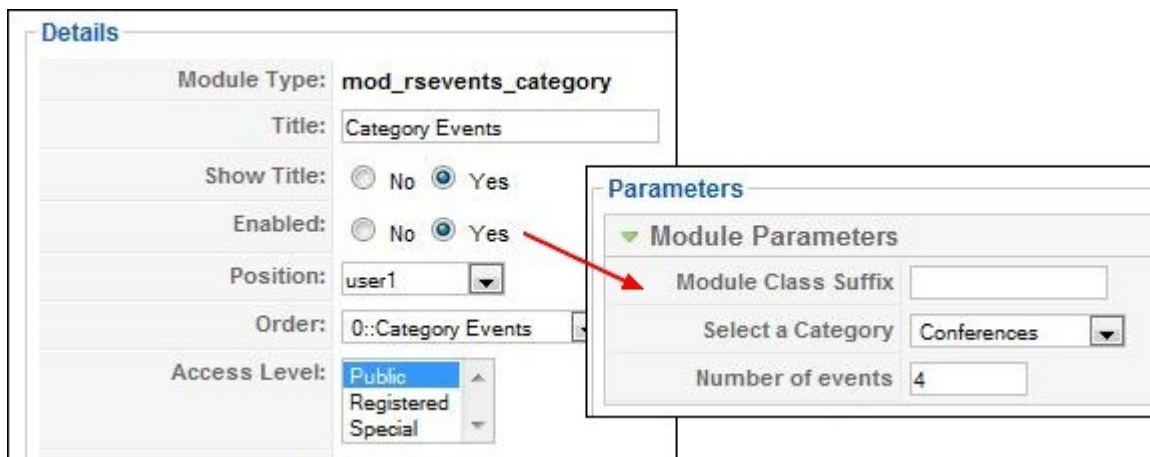 Details
Module Type: mod_rsevents_category
Title: Category Events
Show Title: No Yes
Enabled: No Yes
Position: user1
Order: 0::Category Events
Access Level: Public
Registered
Special
Parameters
Module Parameters
Module Class Suffix
Select a Category Conferences
Number of events 4